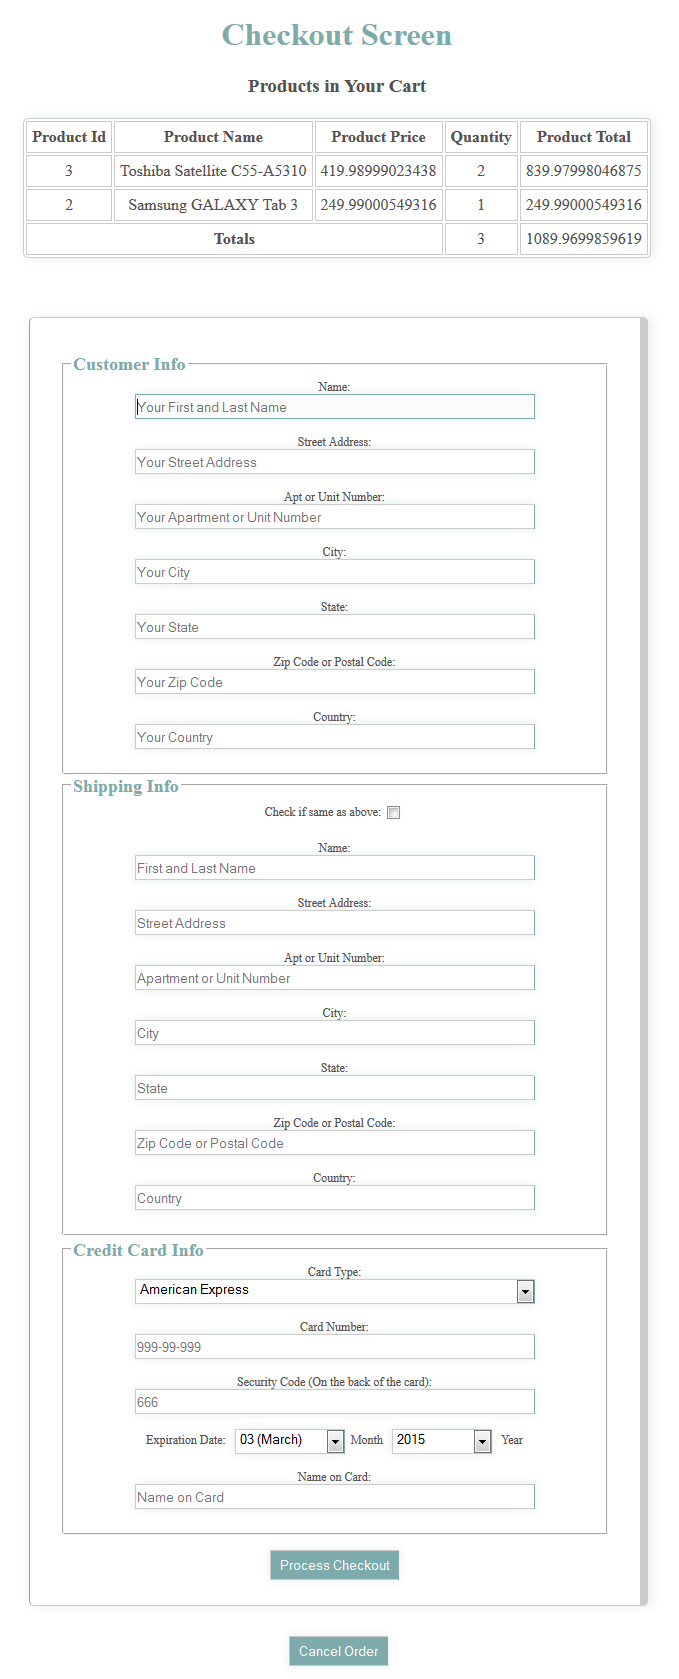 Checkout Screen
Products in Your Cart
Product Id Product Name Product Price Quantity Product Total
3 Toshiba Satellite C55-A5310 419.98999023438 2 839.97998046875
2 Samsung GALAXY Tab 3 249.99000549316 1 249.99000549316
Totals 3 1089.9699859619
Customer Info
Name:
Your First and Last Name
Street Address:
Your Street Address
Apt or Unit Number:
Your Apartment or Unit Number
City:
Your City
State:
Your State
Zip Code or Postal Code:
Your Zip Code
Country:
Your Country
Shipping Info
Check if same as above:
Name:
First and Last Name
Street Address:
Street Address
Apt or Unit Number:
Apartment or Unit Number
City:
City
State:
State
Zip Code or Postal Code:
Zip Code or Postal Code
Country:
Country
Credit Card Info
Card Type:
American Express
Card Number:
999-99-999
Security Code (On the back of the card):
666
Expiration Date: 03 (March) Month 2015 Year
Name on Card:
Name on Card
Process Checkout
Cancel Order